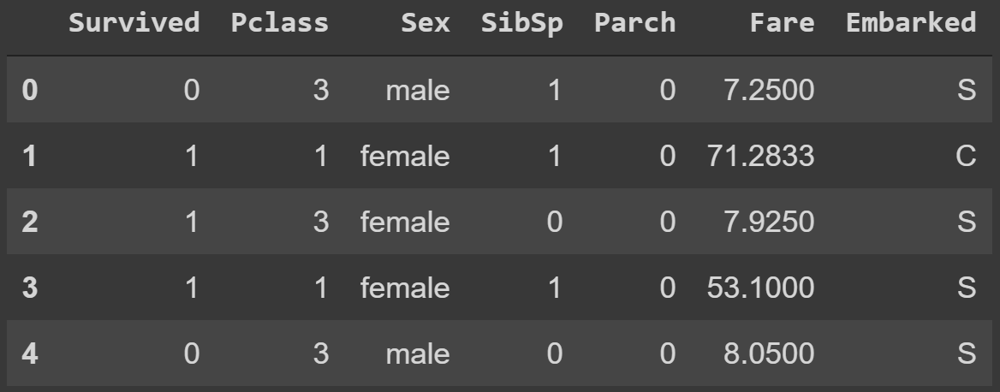 Survived Pclass Sex SibSp Parch Fare Embarked
0 0 3 male 1 0 7.2500 S
1 1 1 female 1 0 71.2833 C
2 1 3 female 0 0 7.9250 S
3 1 1 female 1 0 53.1000 S
4 0 3 male 0 0 8.0500 S